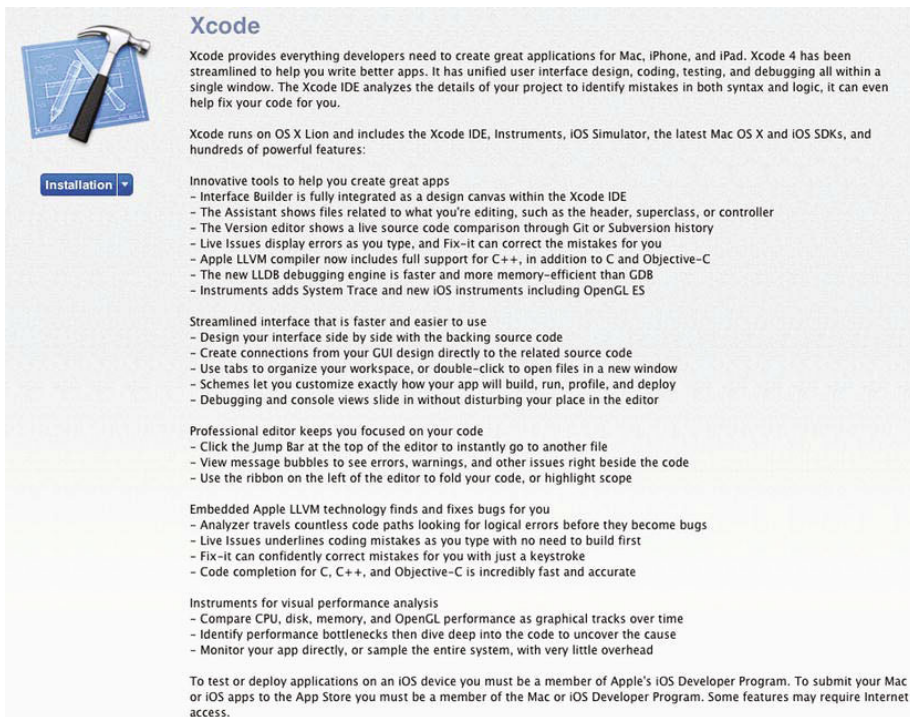 Xcode
Xcode provides everything developers need to create great applications for Mac, iPhone, and iPad. Xcode 4 has been
streamlined to help you write better apps. It has unified user interface design, coding, testing, and debugging all within a
single window. The Xcode IDE analyzes the details of your project to identify mistakes in both syntax and logic, it can even
help fix your code for you.
Xcode runs on OS X Lion and includes the Xcode IDE, Instruments, iOS Simulator, the latest Mac OS X and iOS SDKs, and
hundreds of powerful features:
Installation
Innovative tools to help you create great apps
– Interface Builder is fully integrated as a design canvas within the Xcode IDE
– The Assistant shows files related to what you're editing, such as the header, superclass, or controller
– The Version editor shows a live source code comparison through Git or Subversion history
– Live Issues display errors as you type, and Fix-it can correct the mistakes for you
– Apple LLVM compiler now includes full support for C++, in addition to C and Objective-C
– The new LLDB debugging engine is faster and more memory-efficient than GDB
– Instruments adds System Trace and new iOS instruments including OpenGL ES
Streamlined interface that is faster and easier to use
– Design your interface side by side with the backing source code
– Create connections from your GUI design directly to the related source code
– Use tabs to organize your workspace, or double-click to open files in a new window
– Schemes let you customize exactly how your app will build, run, profile, and deploy
– Debugging and console views slide in without disturbing your place in the editor
Professional editor keeps you focused on your code
– Click the Jump Bar at the top of the editor to instantly go to another file
– View message bubbles to see errors, warnings, and other issues right beside the code
– Use the ribbon on the left of the editor to fold your code, or highlight scope
Embedded Apple LLVM technology finds and fixes bugs for you
– Analyzer travels countless code paths looking for logical errors before they become bugs
– Live Issues underlines coding mistakes as you type with no need to build first
– Fix-it can confidently correct mistakes for you with just a keystroke
– Code completion for C, C++, and Objective-C is incredibly fast and accurate
Instruments for visual performance analysis
– Compare CPU, disk, memory, and OpenGL performance as graphical tracks over time
– Identify performance bottlenecks then dive deep into the code to uncover the cause
– Monitor your app directly, or sample the entire system, with very little overhead
To test or deploy applications on an iOS device you must be a member of Apple's iOS Developer Program. To submit your Mac
or iOS apps to the App Store you must be a member of the Mac or iOS Developer Program. Some features may require Internet
access.